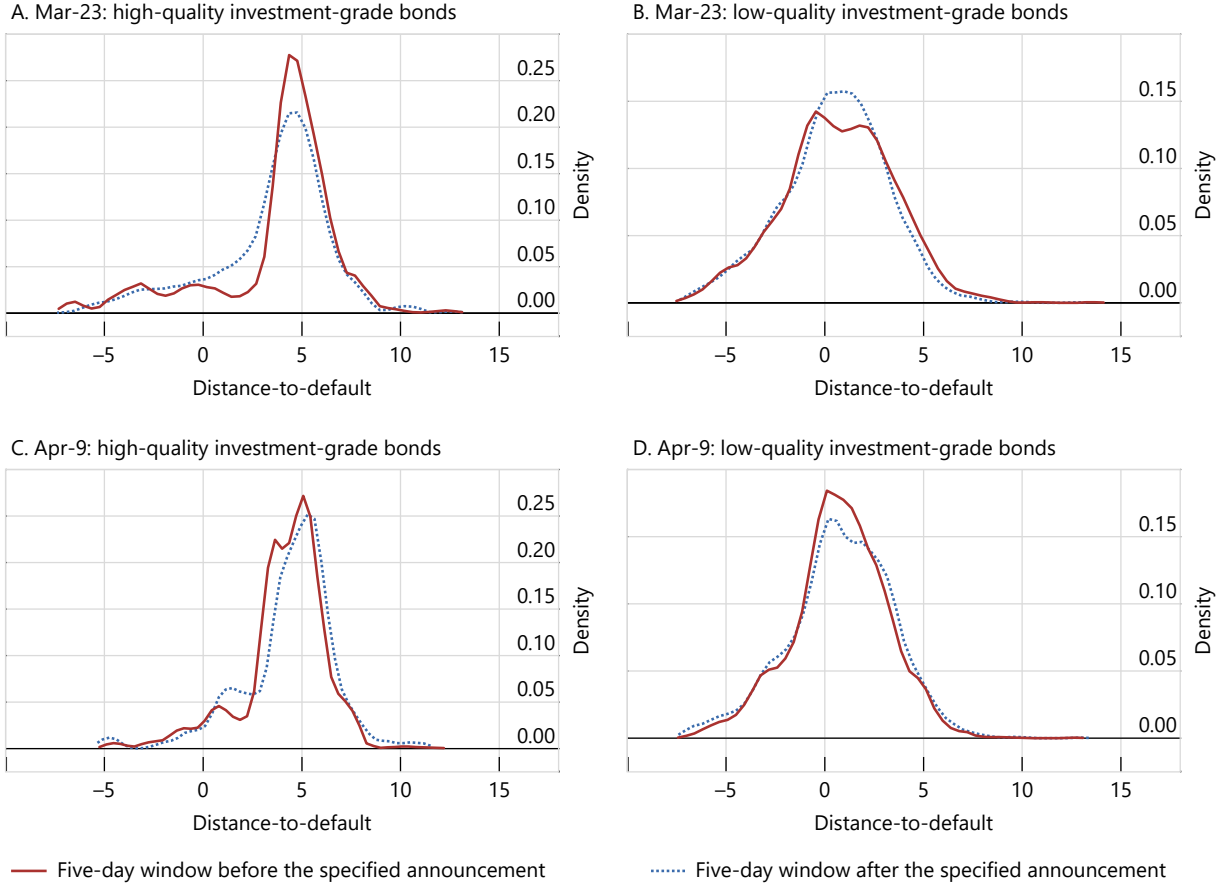 A. Mar-23: high-quality investment-grade bonds
0.25
0.20
0.15
0.10
0.05
0.00
Density
−5 0 5 10 15
Distance-to-default
B. Mar-23: low-quality investment-grade bonds
0.15
0.10
0.05
0.00
Density
−5 0 5 10 15
Distance-to-default
C. Apr-9: high-quality investment-grade bonds
0.25
0.20
0.15
0.10
0.05
0.00
Density
−5 0 5 10 15
Distance-to-default
D. Apr-9: low-quality investment-grade bonds
0.15
0.10
0.05
0.00
Density
−5 0 5 10 15
Distance-to-default
Five-day window before the specified announcement
Five-day window after the specified announcement